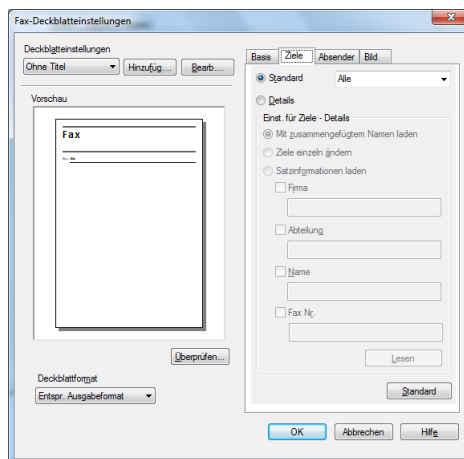 Fax-Deckblatteinstellungen
Deckblatteinstellungen
Ohne Titel
Hinzufüg....
Bearb....
Vorschau
Fax
Überprüfen...
Deckblattformat
Entspr. Ausgabeformat
Basis
Ziele
Absender
Bild
Standard
Alle
Details
Einst. für Ziele - Details
Mit zusammengefügtem Namen laden
Ziele einzeln ändern
Satzinformationen laden
Firma
Abteilung
Name
Fax Nr.
Lesen
Standard
OK
Abbrechen
Hilfe